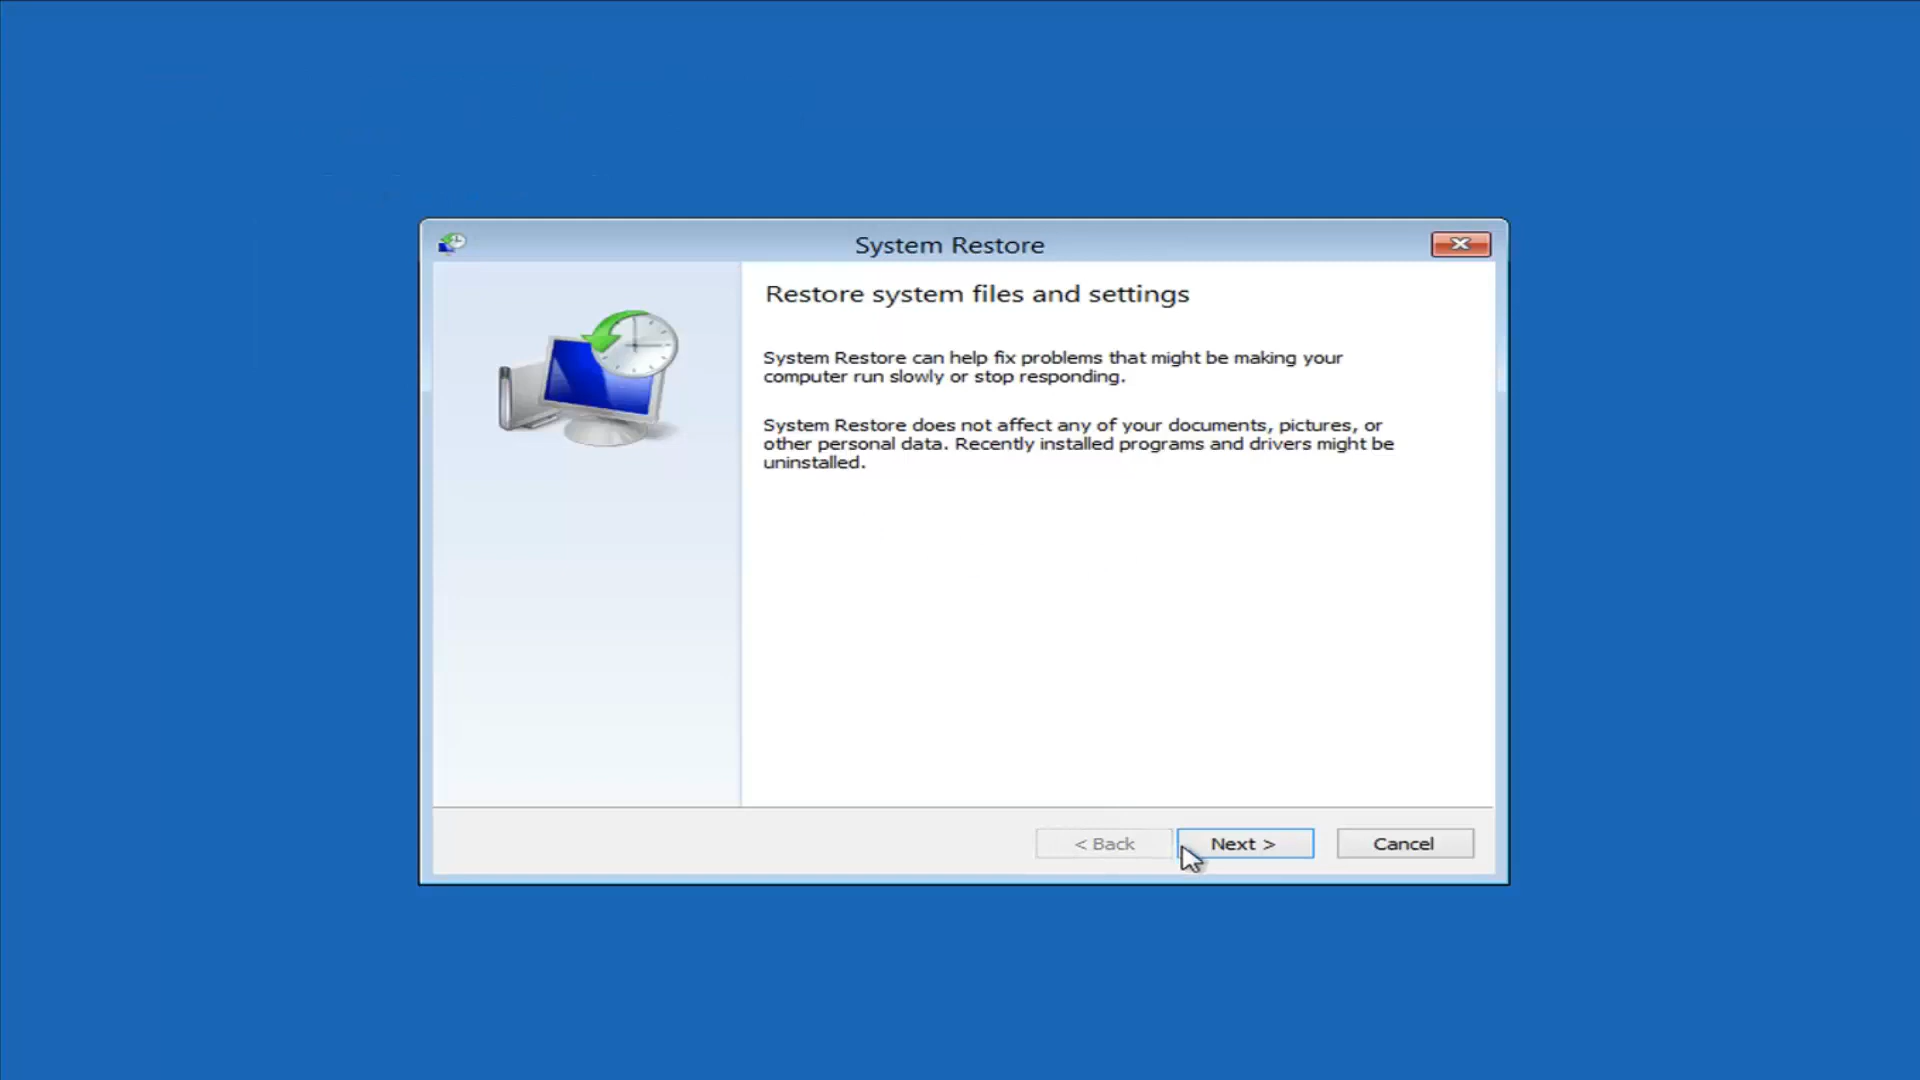 System Restore
Restore system files and settings
System Restore can help fix problems that might be making your
computer run slowly or stop responding.
System Restore does not affect any of your documents, pictures, or
other personal data. Recently installed programs and drivers might be
uninstalled.
< Back
Next >
Cancel